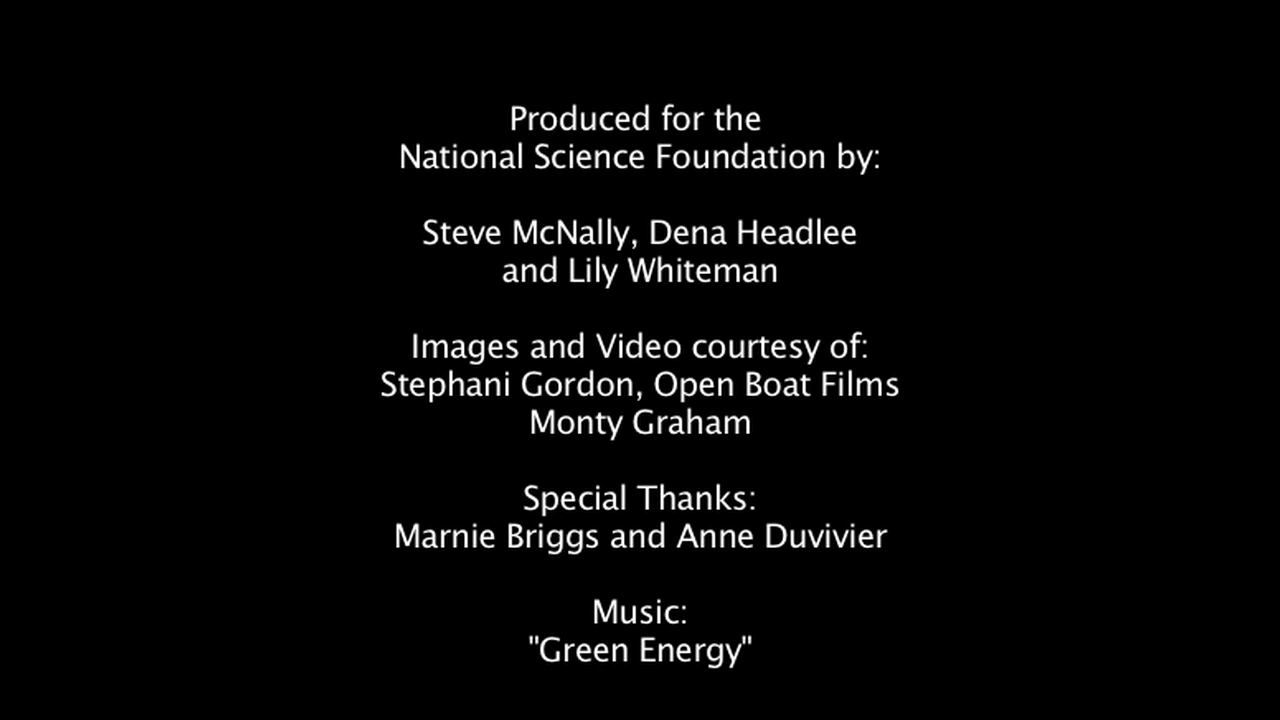 Produced for the
National Science Foundation by:
Steve McNally, Dena Headlee
and Lily Whiteman
Images and Video courtesy of:
Stephani Gordon, Open Boat Films
Monty Graham
Special Thanks:
Marnie Briggs and Anne Duvivier
Music:
"Green Energy"